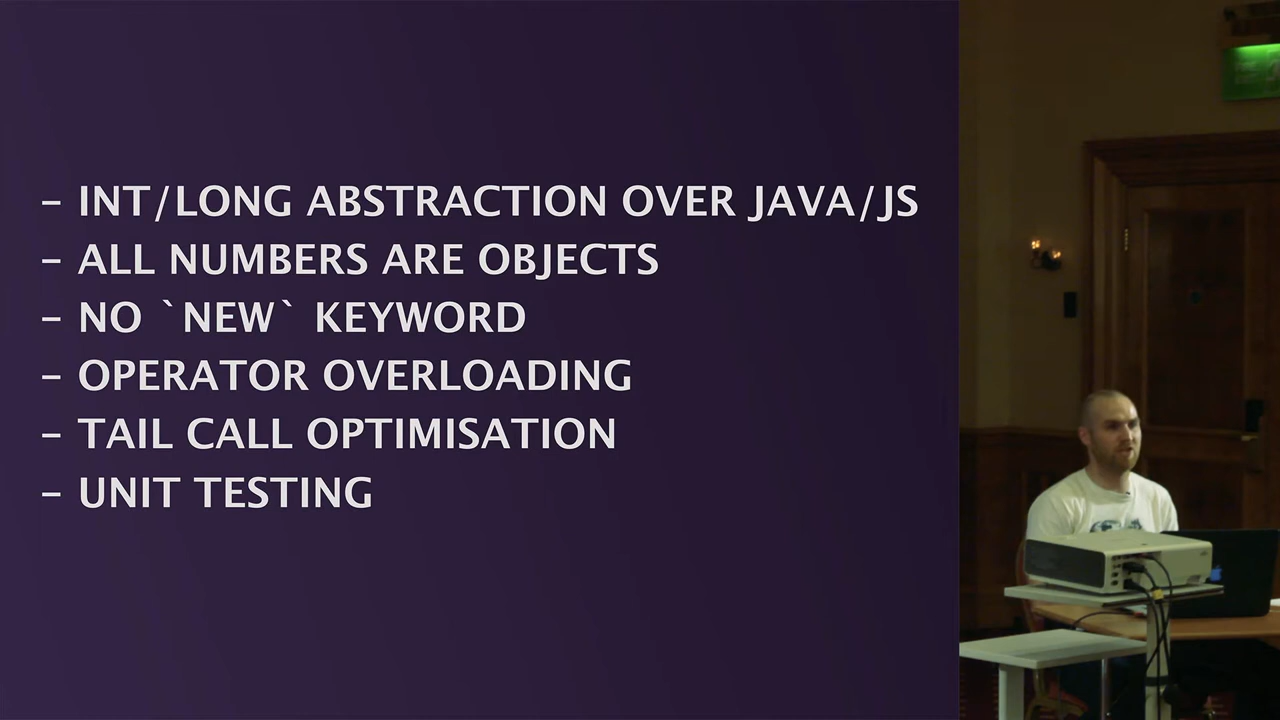 – INT/LONG ABSTRACTION OVER JAVA/JS
– ALL NUMBERS ARE OBJECTS
– NO `NEW` KEYWORD
– OPERATOR OVERLOADING
– TAIL CALL OPTIMISATION
– UNIT TESTING